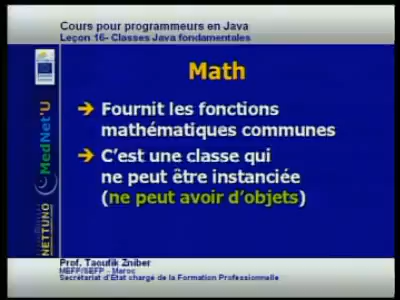 Cours pour programmeurs en Java
Leçon 16- Classes Java fondamentales
Math
➔ Fournit les fonctions
mathématiques communes
➔ C'est une classe qui
ne peut être instanciée
(ne peut avoir d'objets)
MedNet'U
NETTUNO
Prof. Taoufik Zniber
MEFP/SEFP - Maroc
Secrétariat d'Etat chargé de la Formation Professionnelle